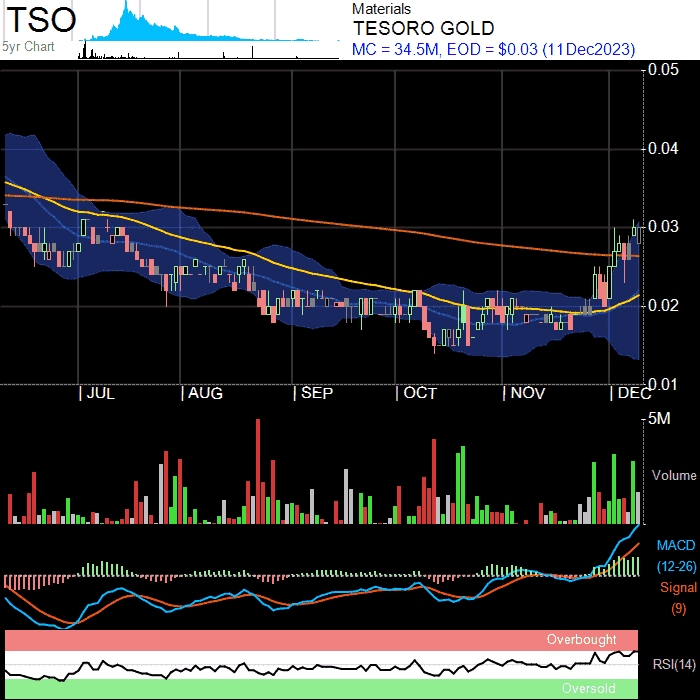 TSO
5yr Chart
Materials
TESORO GOLD
MC = 34.5M, EOD = $0.03 (11Dec2023)
0.05
0.04
0.03
0.02
0.01
JUL AUG SEP OCT NOV DEC
5M
Volume
MACD
(12-26)
Signal
(9)
Overbought
RSI(14)
Oversold